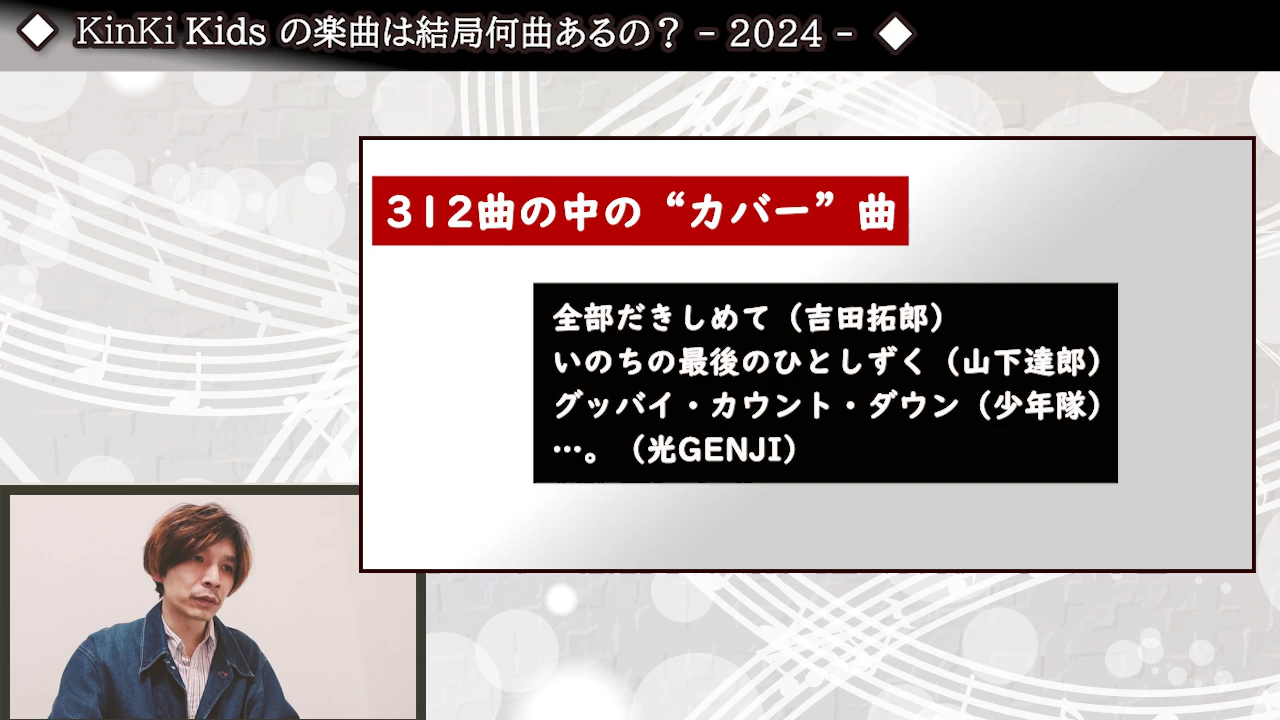 ◆ KinKi Kids の楽曲は結局何曲あるの？ - 2024 - ◆
312曲の中の“カバー”曲
全部だきしめて（吉田拓郎）
いのちの最後のひとしずく（山下達郎）
グッバイ・カウント・ダウン（少年隊）
…。（光GENJI）